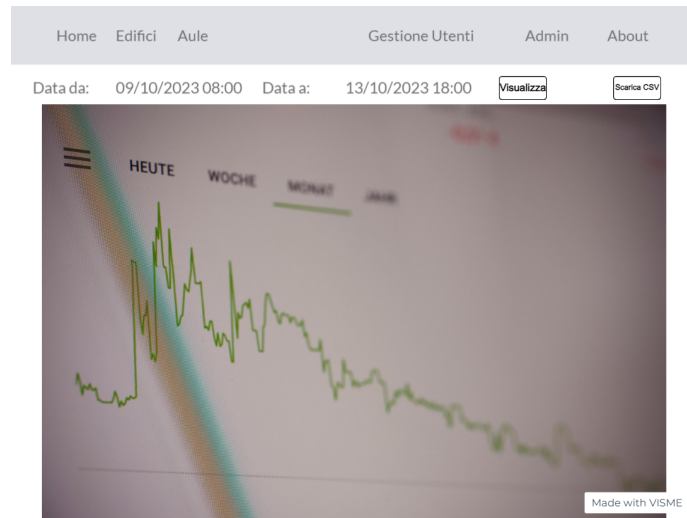 Home Edifici Aule Gestione Utenti Admin About
Data da: 09/10/2023 08:00 Data a: 13/10/2023 18:00 Visualizza Scarica CSV
HEUTE WOCHE MONAT JAHR
Made with VISME